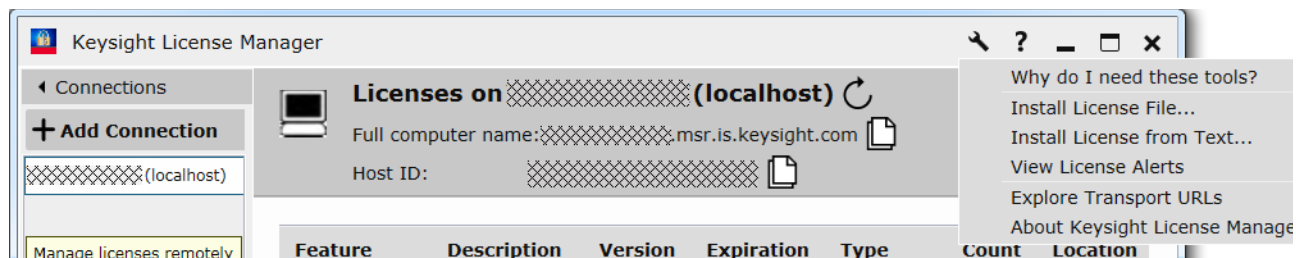 Keysight License Manager
?
Connections
Add Connection
(localhost)
Manage licenses remotely
Licenses on (localhost)
Full computer name: .msr.is.keysight.com
Host ID:
Feature Description Version Expiration Type Count Location
Why do I need these tools?
Install License File...
Install License from Text...
View License Alerts
Explore Transport URLs
About Keysight License Manage